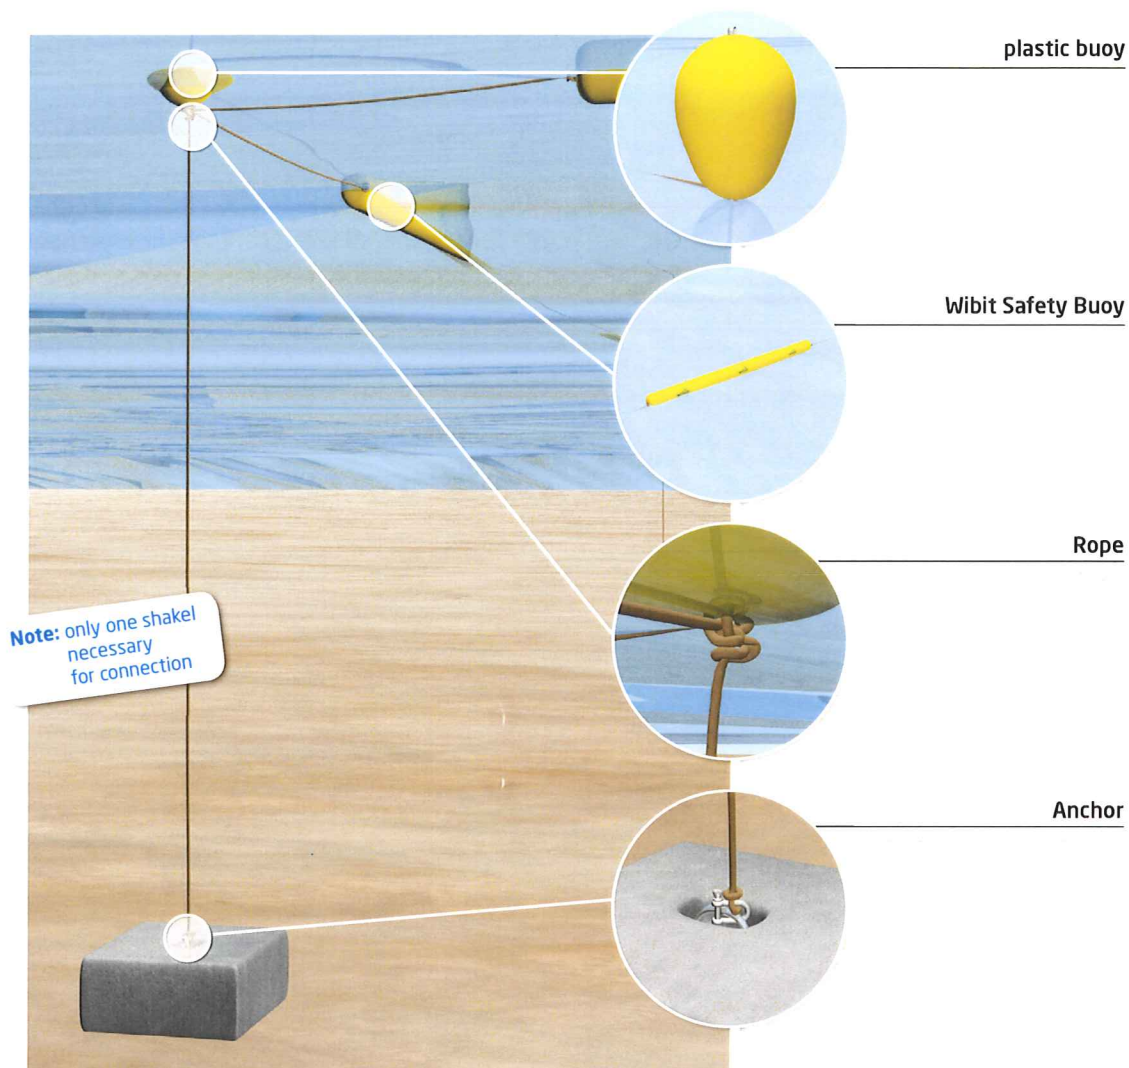 plastic buoy
Wibit Safety Buoy
Rope
Note: only one shakel
necessary
for connection
Anchor